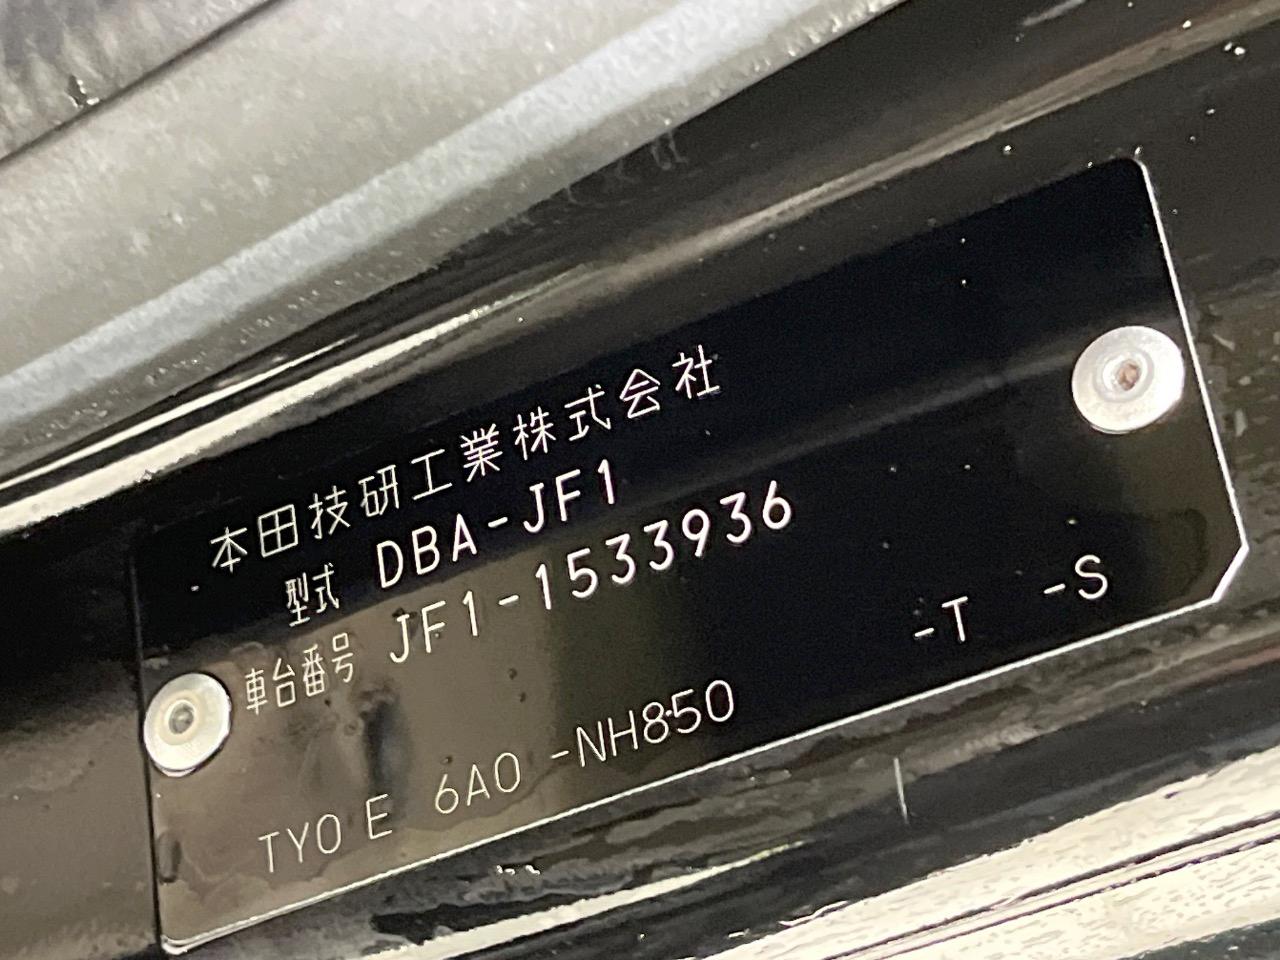 本田技研工業株式会社
型式 DBA-JF1
車台番号 JF1-1533936
TYO E 6AO -NH850 -T -S